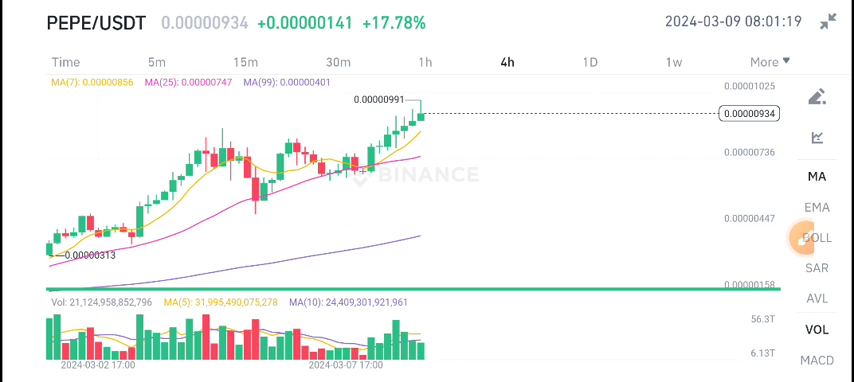 PEPE/USDT 0.00000934 +0.00000141 +17.78% 2024-03-09 08:01:19
Time 5m 15m 30m 1h 4h 1D 1w More
MA(7): 0.00000856 MA(25): 0.00000747 MA(99): 0.00000401
0.00001025
0.00000991
0.00000934
0.00000736
BINANCE
MA
EMA
0.00000447
BOLL
0.00000313
SAR
0.00000158
AVL
Vol: 21,124,958,852,796 MA(5): 31,995,490,075,278 MA(10): 24,409,301,921,961
56.3T
VOL
6.13T
MACD
2024-03-02 17:00 2024-03-07 17:00